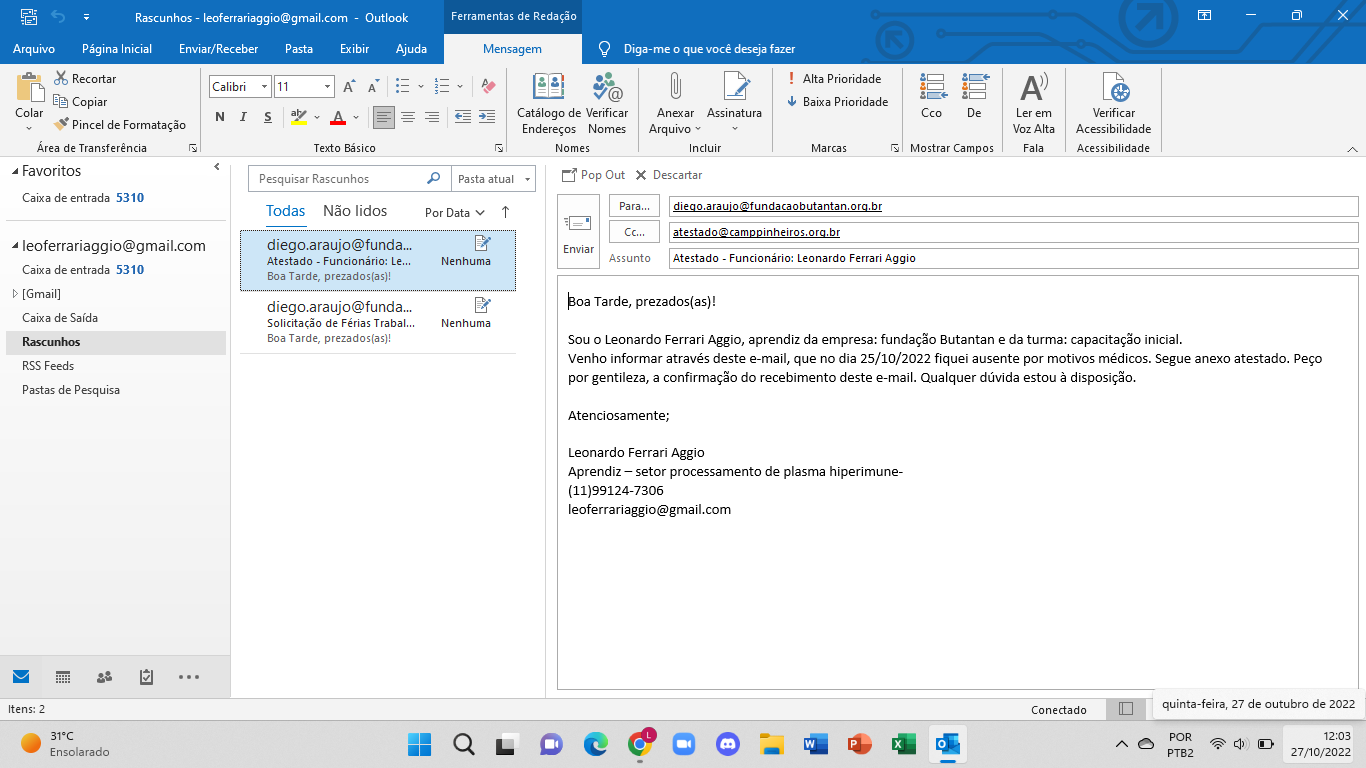 Rascunhos - leoferrariaggio@gmail.com - Outlook
Ferramentas de Redação
Arquivo Página Inicial Enviar/Receber Pasta Exibir Ajuda Mensagem Diga-me o que você deseja fazer
Colar
Recortar
Copiar
Pincel de Formatação
Área de Transferência
Calibri 11
N I S
Texto Básico
Catálogo de Endereços
Verificar Nomes
Nomes
Anexar Arquivo
Assinatura
Incluir
Alta Prioridade
Baixa Prioridade
Marcas
Cco De
Mostrar Campos
Ler em Voz Alta
Fala
Verificar Acessibilidade
Acessibilidade
Favoritos
Caixa de entrada 5310
leoferrariaggio@gmail.com
Caixa de entrada 5310
[Gmail]
Caixa de Saída
Rascunhos
RSS Feeds
Pastas de Pesquisa
Pesquisar Rascunhos
Pasta atual
Todas Não lidos Por Data
diego.araujo@funda...
Atestado - Funcionário: Le... Nenhuma
Boa Tarde, prezados(as)!
diego.araujo@funda...
Solicitação de Férias Trabal... Nenhuma
Boa Tarde, prezados(as)!
Pop Out Descartar
Enviar
Para... diego.araujo@fundacaobutantan.org.br
Cc... atestado@camppinheiros.org.br
Assunto Atestado - Funcionário: Leonardo Ferrari Aggio
Boa Tarde, prezados(as)!
Sou o Leonardo Ferrari Aggio, aprendiz da empresa: fundação Butantan e da turma: capacitação inicial.
Venho informar através deste e-mail, que no dia 25/10/2022 fiquei ausente por motivos médicos. Segue anexo atestado. Peço
por gentileza, a confirmação do recebimento deste e-mail. Qualquer dúvida estou à disposição.
Atenciosamente;
Leonardo Ferrari Aggio
Aprendiz – setor processamento de plasma hiperimune-
(11)99124-7306
leoferrariaggio@gmail.com
Itens: 2
Conectado
quinta-feira, 27 de outubro de 2022
31°C
Ensolarado
L
POR
PTB2
12:03
27/10/2022